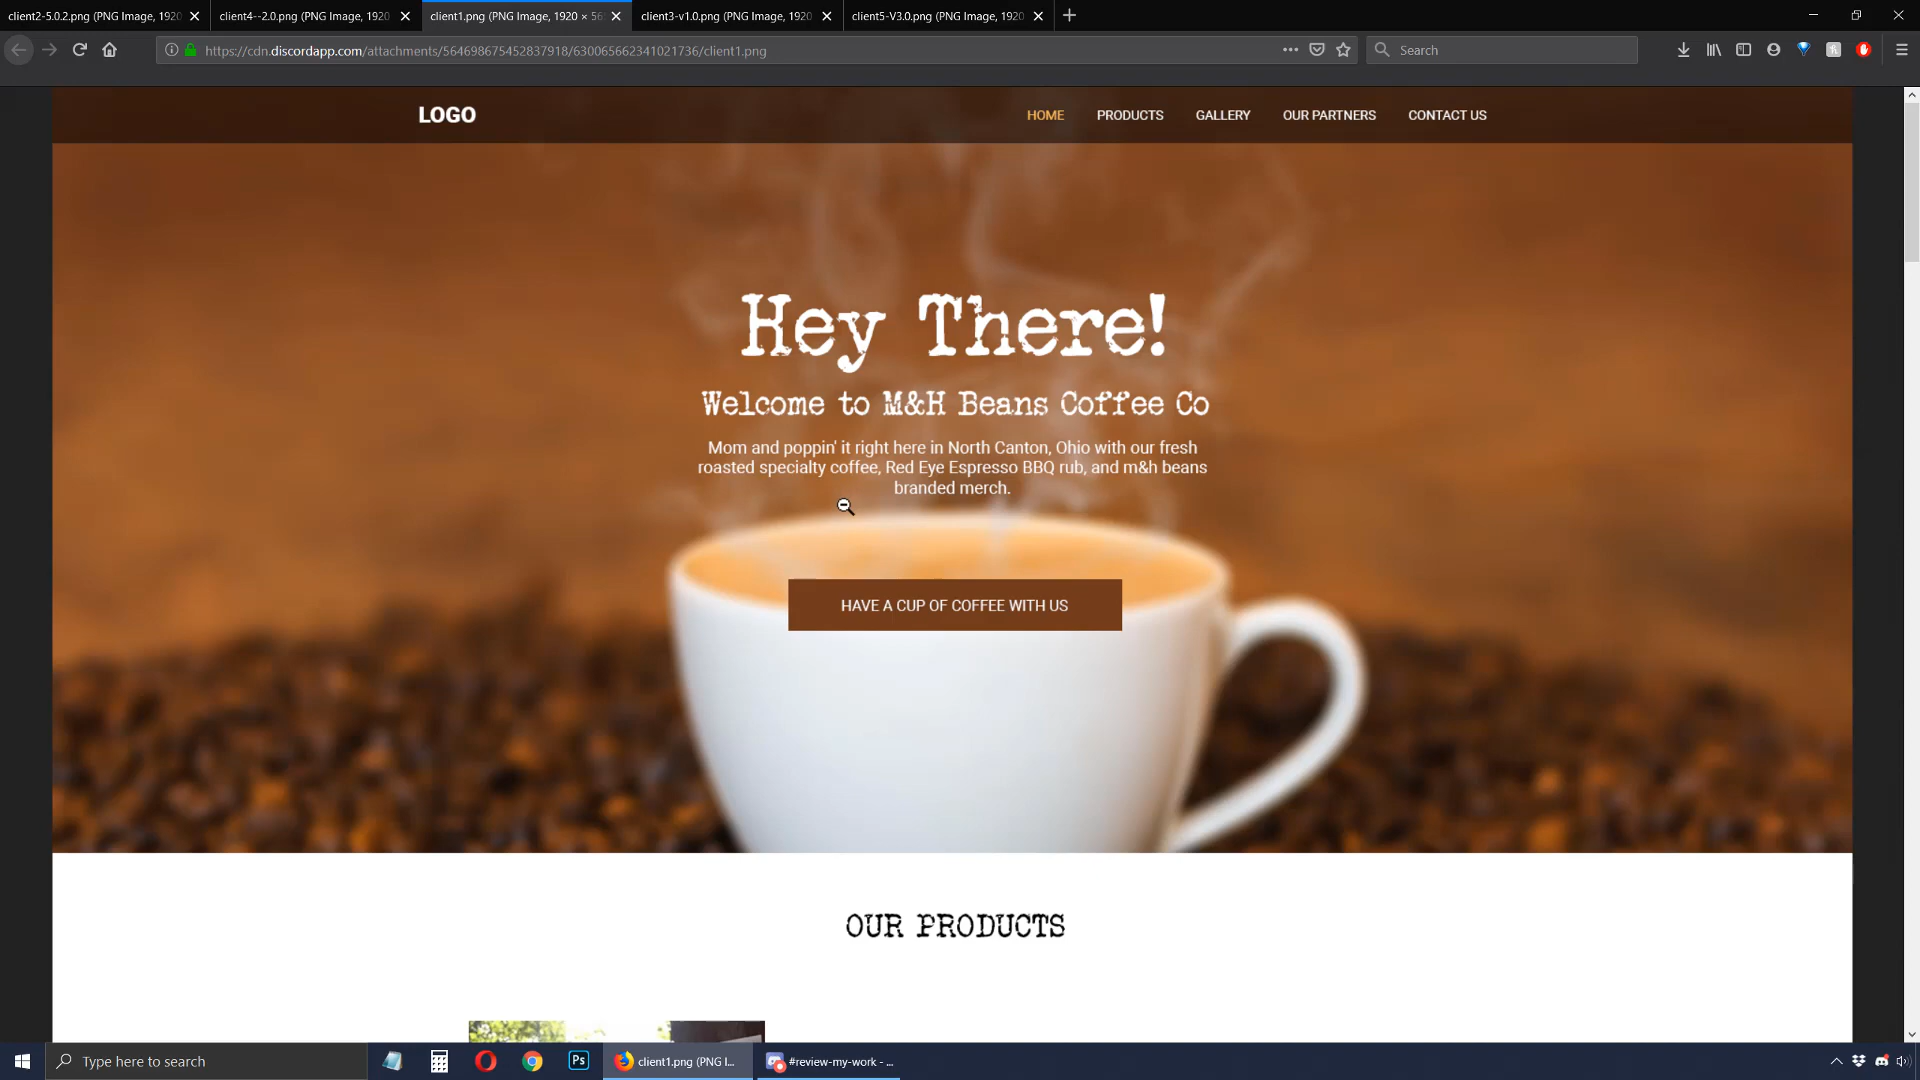 client2-5.0.2.png (PNG Image, 1920
client4--2.0.png (PNG Image, 1920
client1.png (PNG Image, 1920 × 56
client3-v1.0.png (PNG Image, 1920
client5-V3.0.png (PNG Image, 1920
https://cdn.discordapp.com/attachments/564698675452837918/630065662341021736/client1.png
Search
LOGO
HOME
PRODUCTS
GALLERY
OUR PARTNERS
CONTACT US
Hey There!
Welcome to M&H Beans Coffee Co
Mom and poppin' it right here in North Canton, Ohio with our fresh
roasted specialty coffee, Red Eye Espresso BBQ rub, and m&h beans
branded merch.
HAVE A CUP OF COFFEE WITH US
OUR PRODUCTS
Type here to search
Ps
client1.png (PNG I...
#review-my-work - ...